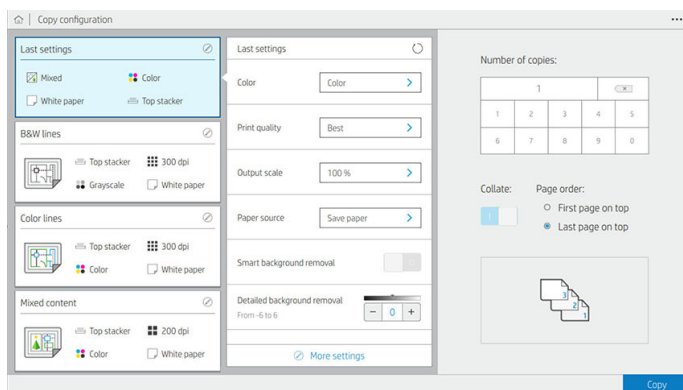 Copy configuration
Last settings
Mixed
Color
White paper
Top stacker
B&W lines
Top stacker
300 dpi
Grayscale
White paper
Color lines
Top stacker
300 dpi
Color
White paper
Mixed content
Top stacker
200 dpi
Color
White paper
Last settings
Color
Color
Print quality
Best
Output scale
100 %
Paper source
Save paper
Smart background removal
Detailed background removal
From -6 to 6
− 0 +
More settings
Number of copies:
1
1 2 3 4 5
6 7 8 9 0
Collate:
Page order:
First page on top
Last page on top
3
2
1
Copy